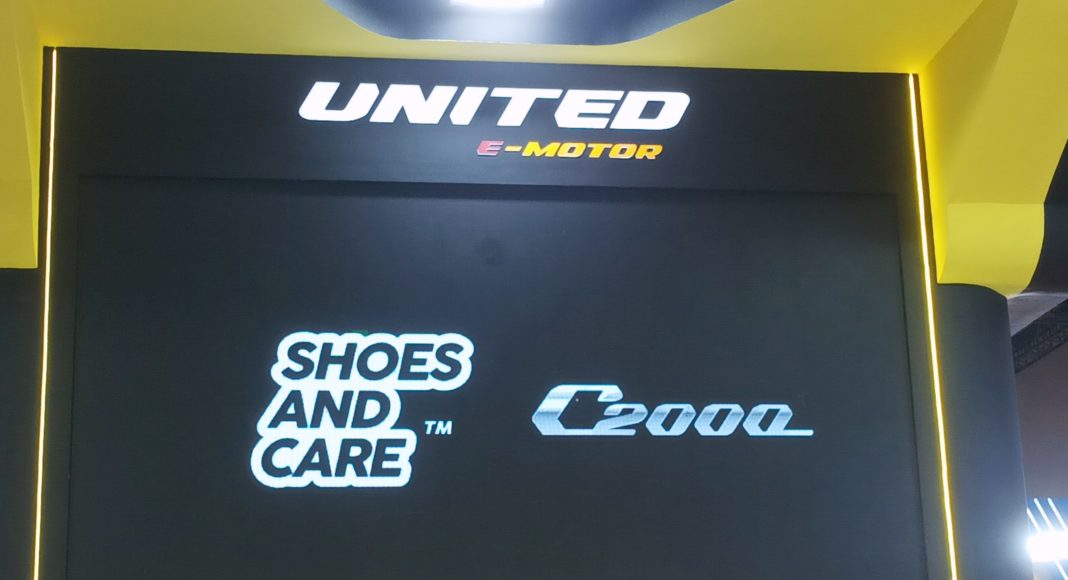 UNITED
E-MOTOR
SHOES
AND
CARE ™
C2000